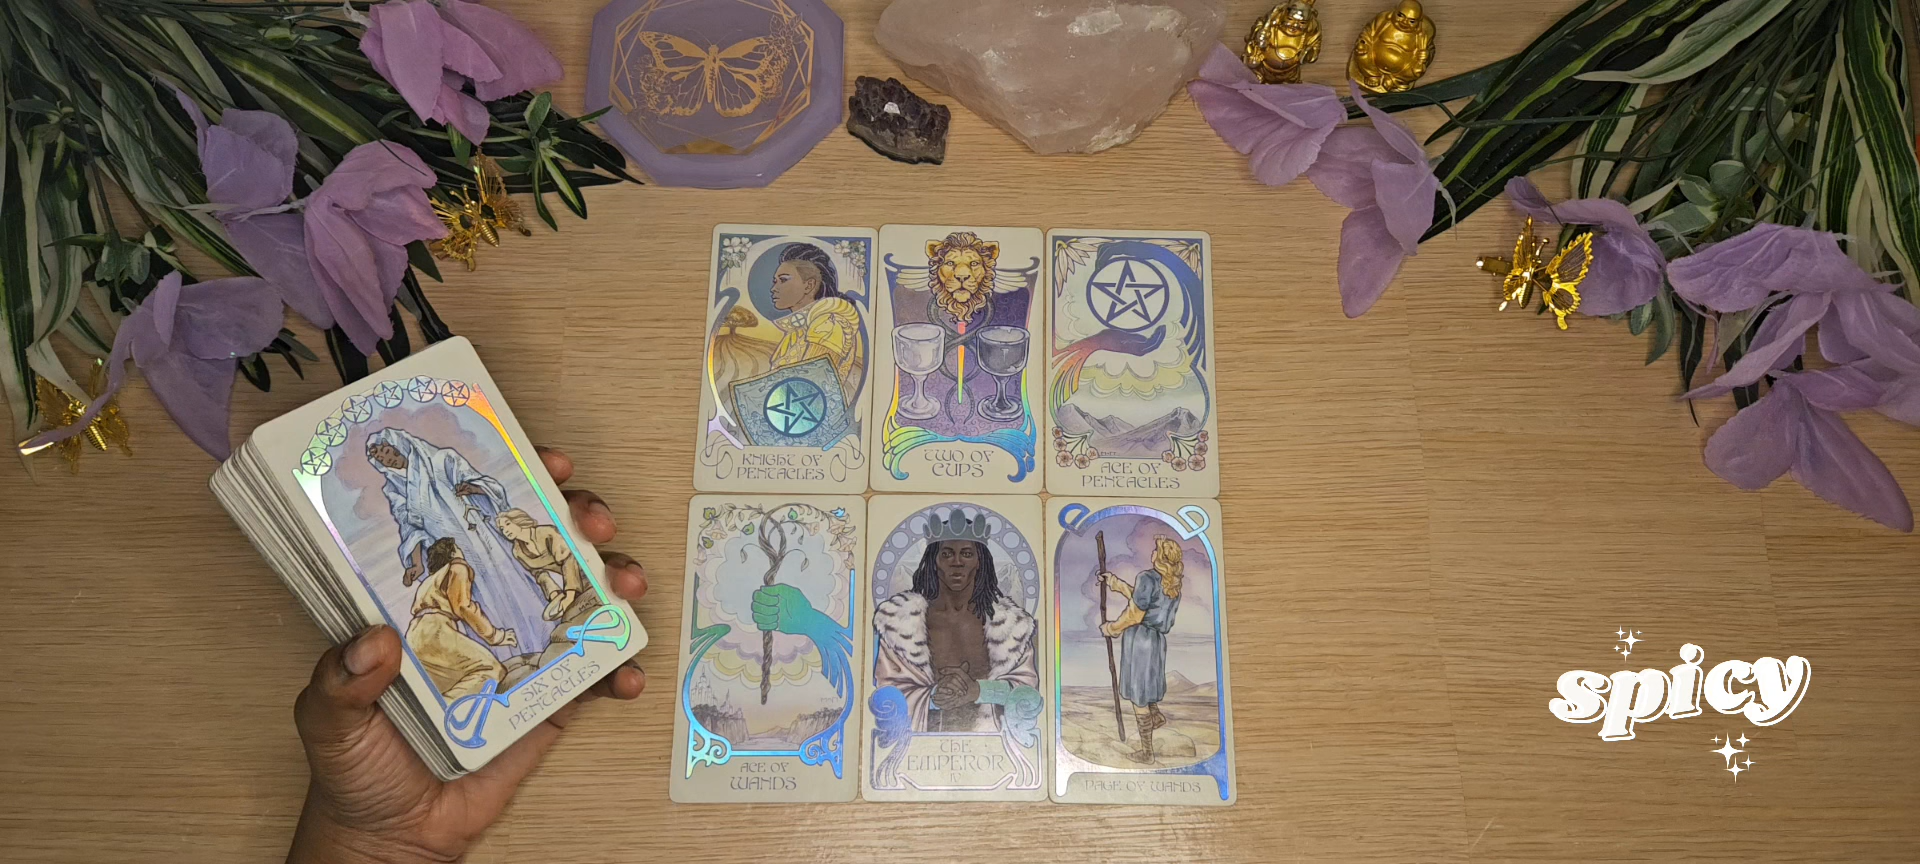 KNIGHT OF
PENTACLES
TWO OF
CUPS
ACE OF
PENTACLES
SIX OF
PENTACLES
ACE OF
WANDS
THE
EMPEROR
IV
PAGE OF WANDS
spicy